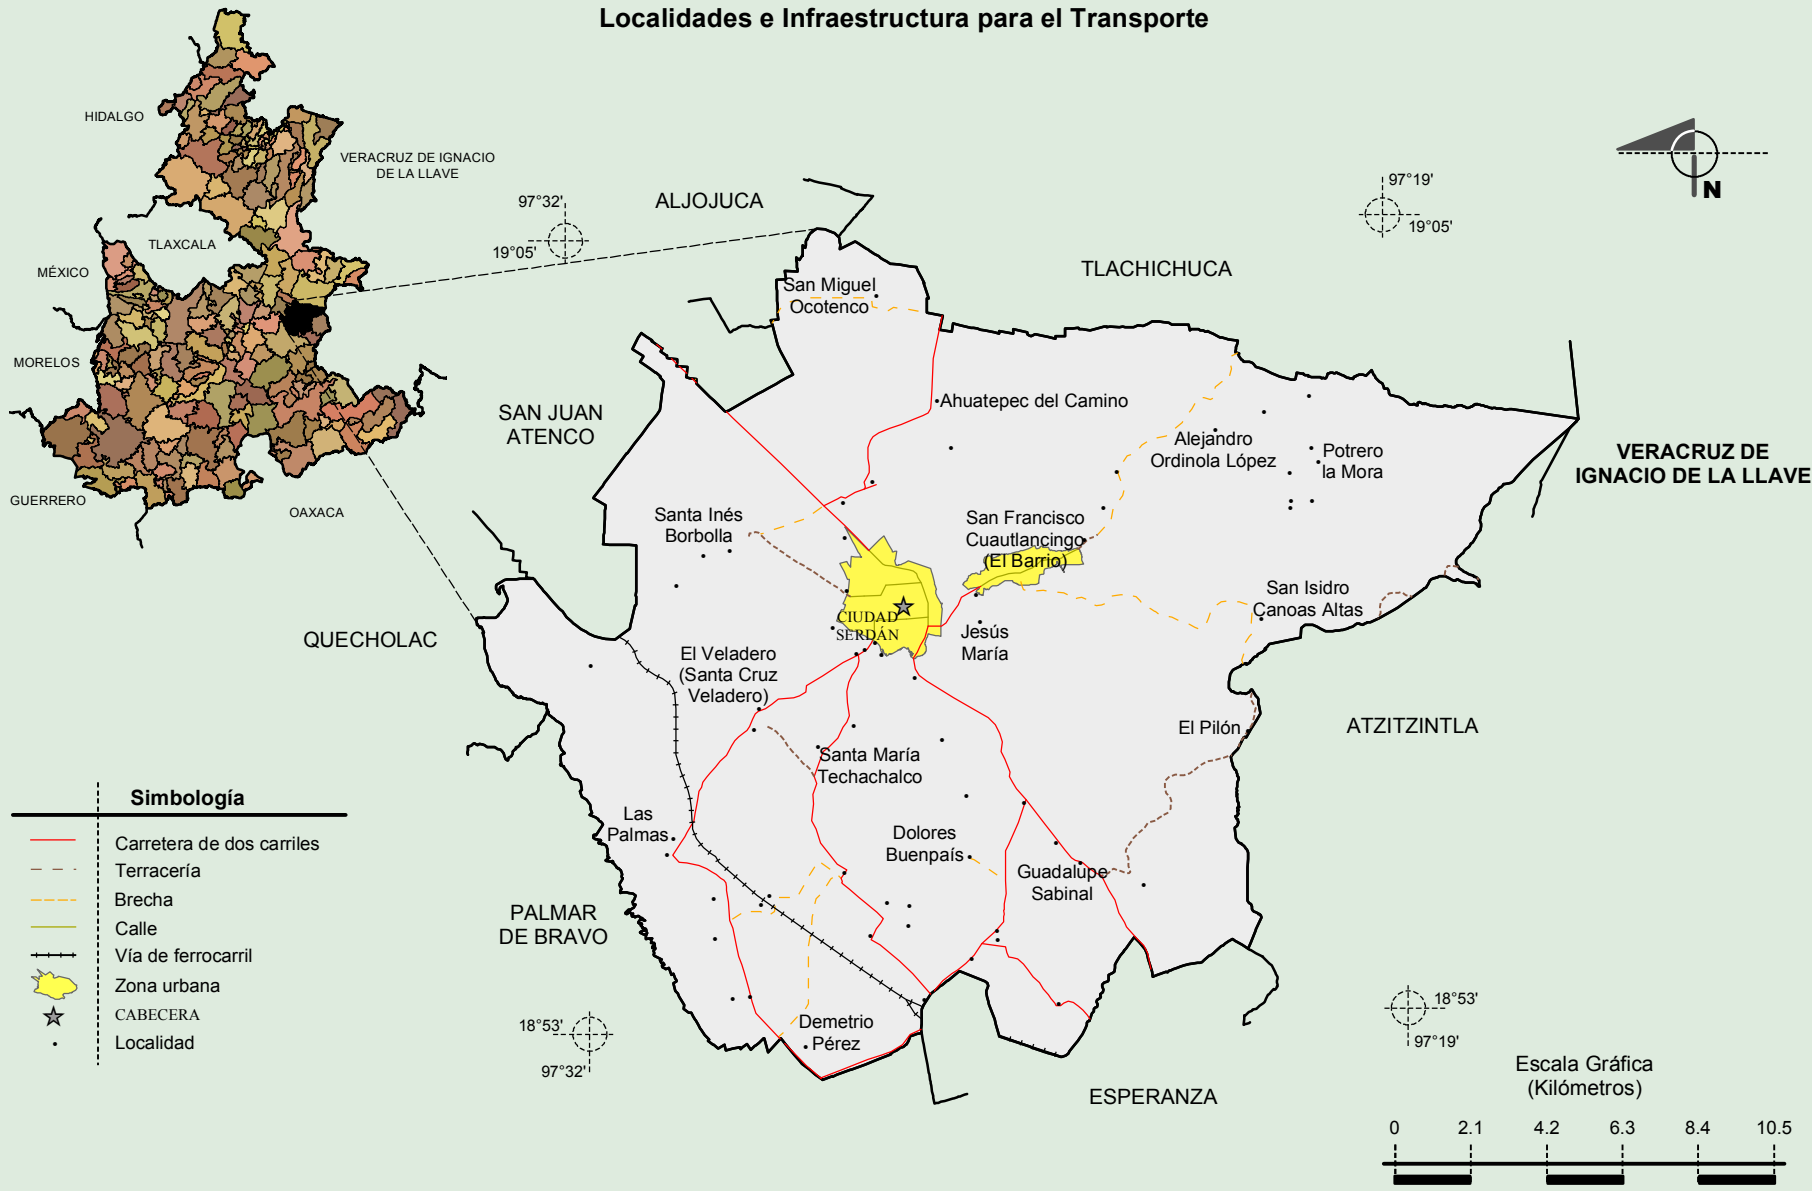 Localidades e Infraestructura para el Transporte
HIDALGO
VERACRUZ DE IGNACIO
DE LA LLAVE
TLAXCALA
MÉXICO
MORELOS
GUERRERO
OAXACA
97°32'
19°05'
ALJOJUCA
97°19'
19°05'
N
TLACHICHUCA
San Miguel
Ocotenco
SAN JUAN
ATENCO
Ahuatepec del Camino
Alejandro
Ordinola López
Potrero
la Mora
VERACRUZ DE
IGNACIO DE LA LLAVE
Santa Inés
Borbolla
San Francisco
Cuautlancingo
(El Barrio)
San Isidro
Canoas Altas
CIUDAD
SERDÁN
Jesús
María
QUECHOLAC
El Veladero
(Santa Cruz
Veladero)
El Pilón
ATZITZINTLA
Santa María
Techachalco
Las
Palmas
Dolores
Buenpaís
Guadalupe
Sabinal
PALMAR
DE BRAVO
Demetrio
Pérez
18°53'
97°32'
18°53'
97°19'
ESPERANZA
Simbología
Carretera de dos carriles
Terracería
Brecha
Calle
Vía de ferrocarril
Zona urbana
CABECERA
Localidad
Escala Gráfica
(Kilómetros)
0 2.1 4.2 6.3 8.4 10.5